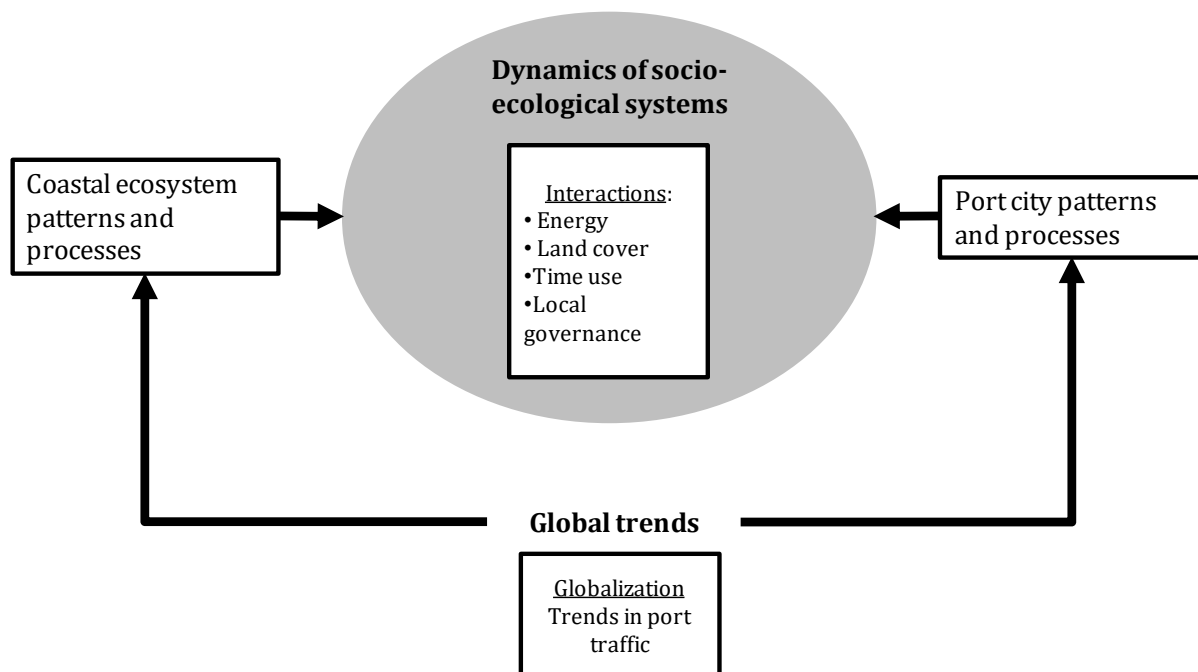 Dynamics of socio-
ecological systems
Coastal ecosystem
patterns and
processes
Interactions:
• Energy
• Land cover
•Time use
•Local
governance
Port city patterns
and processes
Global trends
Globalization
Trends in port
traffic